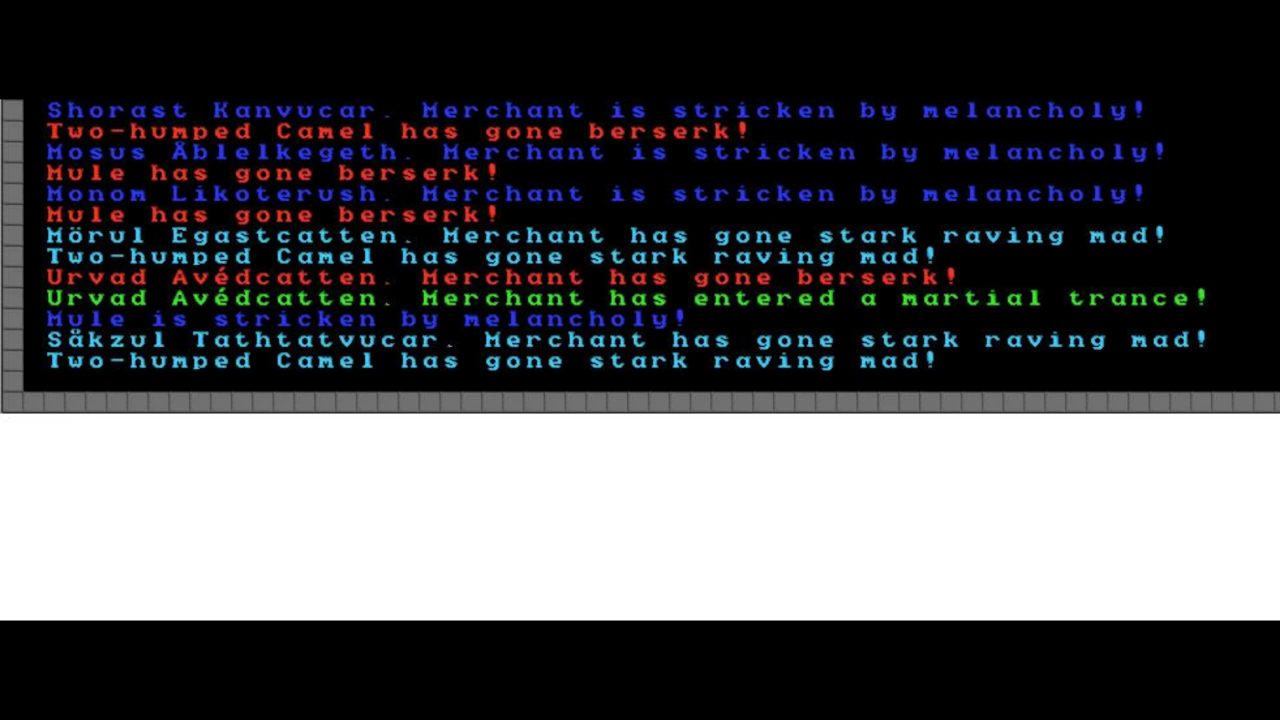 Shorast Kanvucar, Merchant is stricken by melancholy!
Two-humped Camel has gone berserk!
Mosus Åblelkegeth, Merchant is stricken by melancholy!
Mule has gone berserk!
Honom Likoterush, Merchant is stricken by melancholy!
Mule has gone berserk!
Mörul Egastcatten, Merchant has gone stark raving mad!
Two-humped Camel has gone stark raving mad!
Urvad Avédcatten, Merchant has gone berserk!
Urvad Avédcatten, Merchant has entered a martial trance!
Mule is stricken by melancholy!
Såkzul Tathtatvucar, Merchant has gone stark raving mad!
Two-humped Camel has gone stark raving mad!